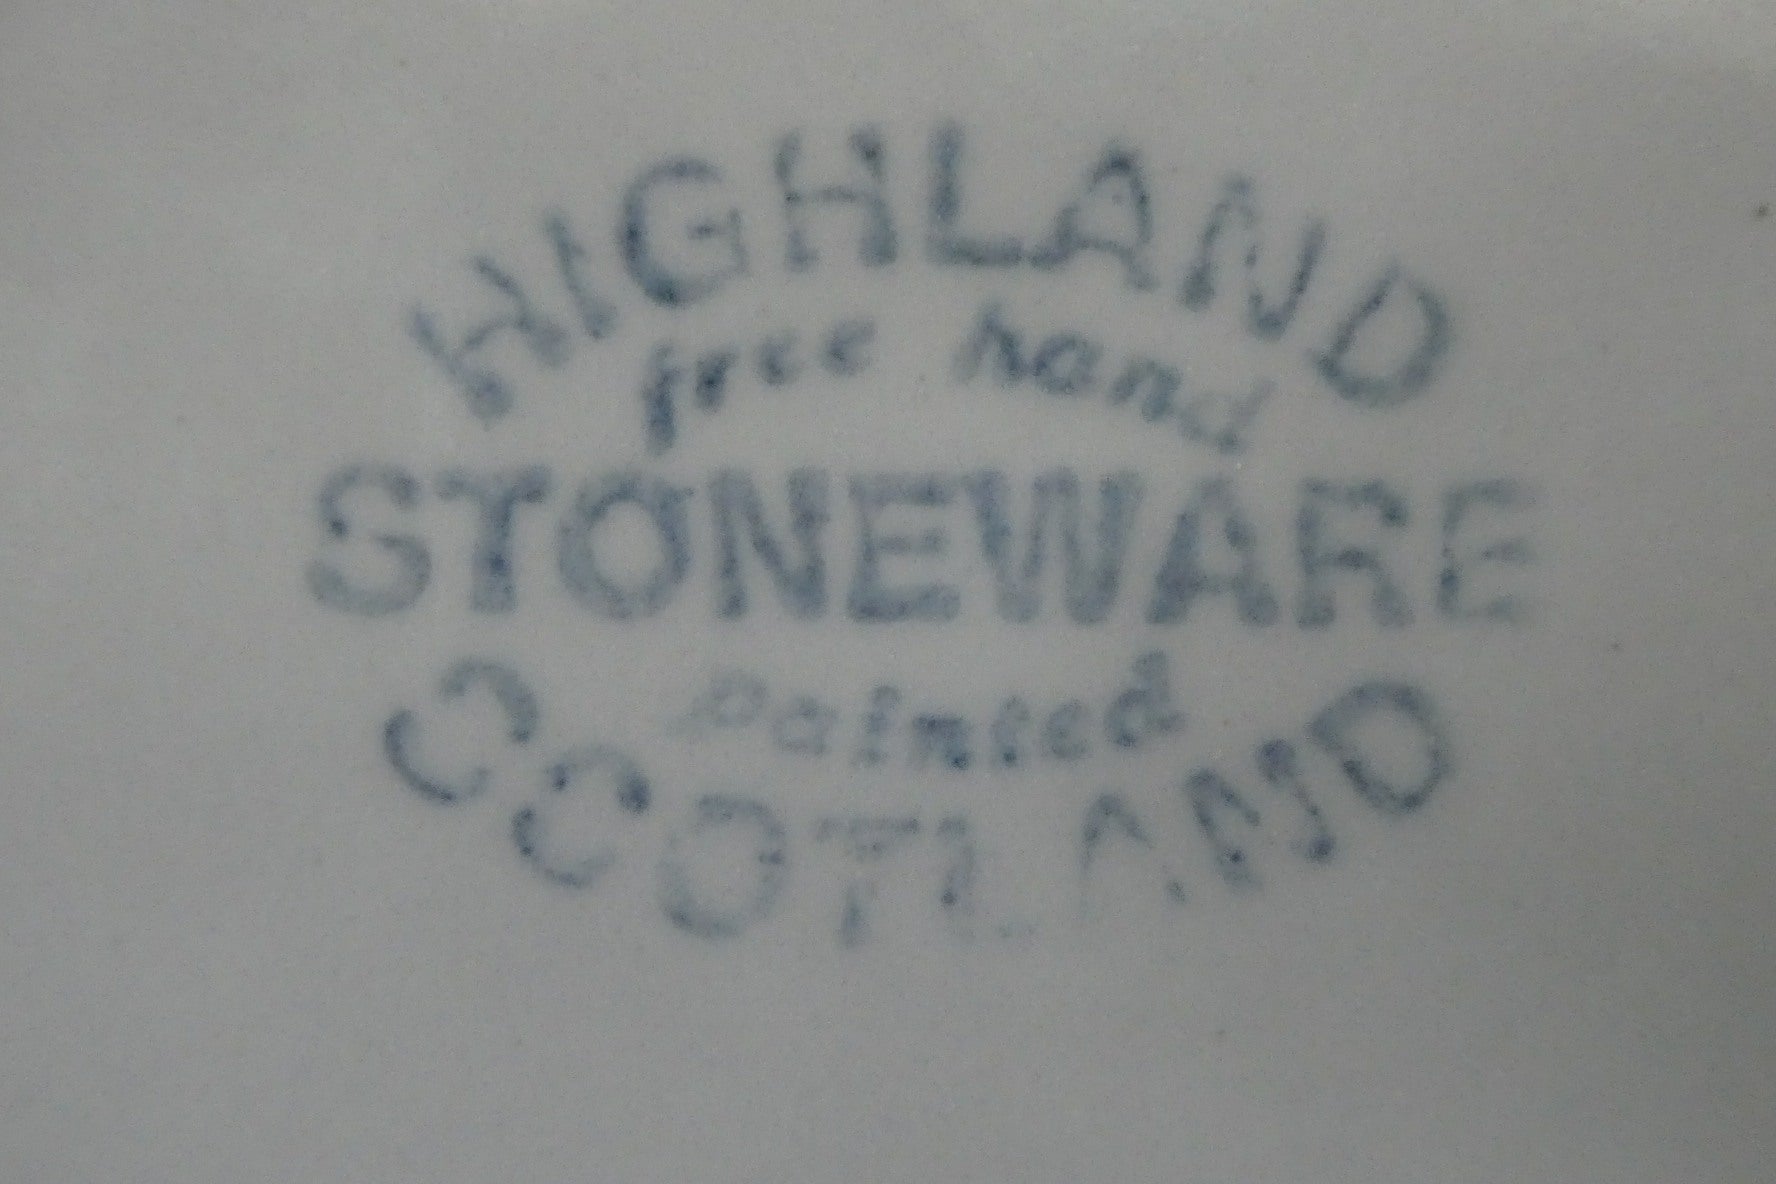 HIGHLAND
free hand
STONEWARE
painted
SCOTLAND